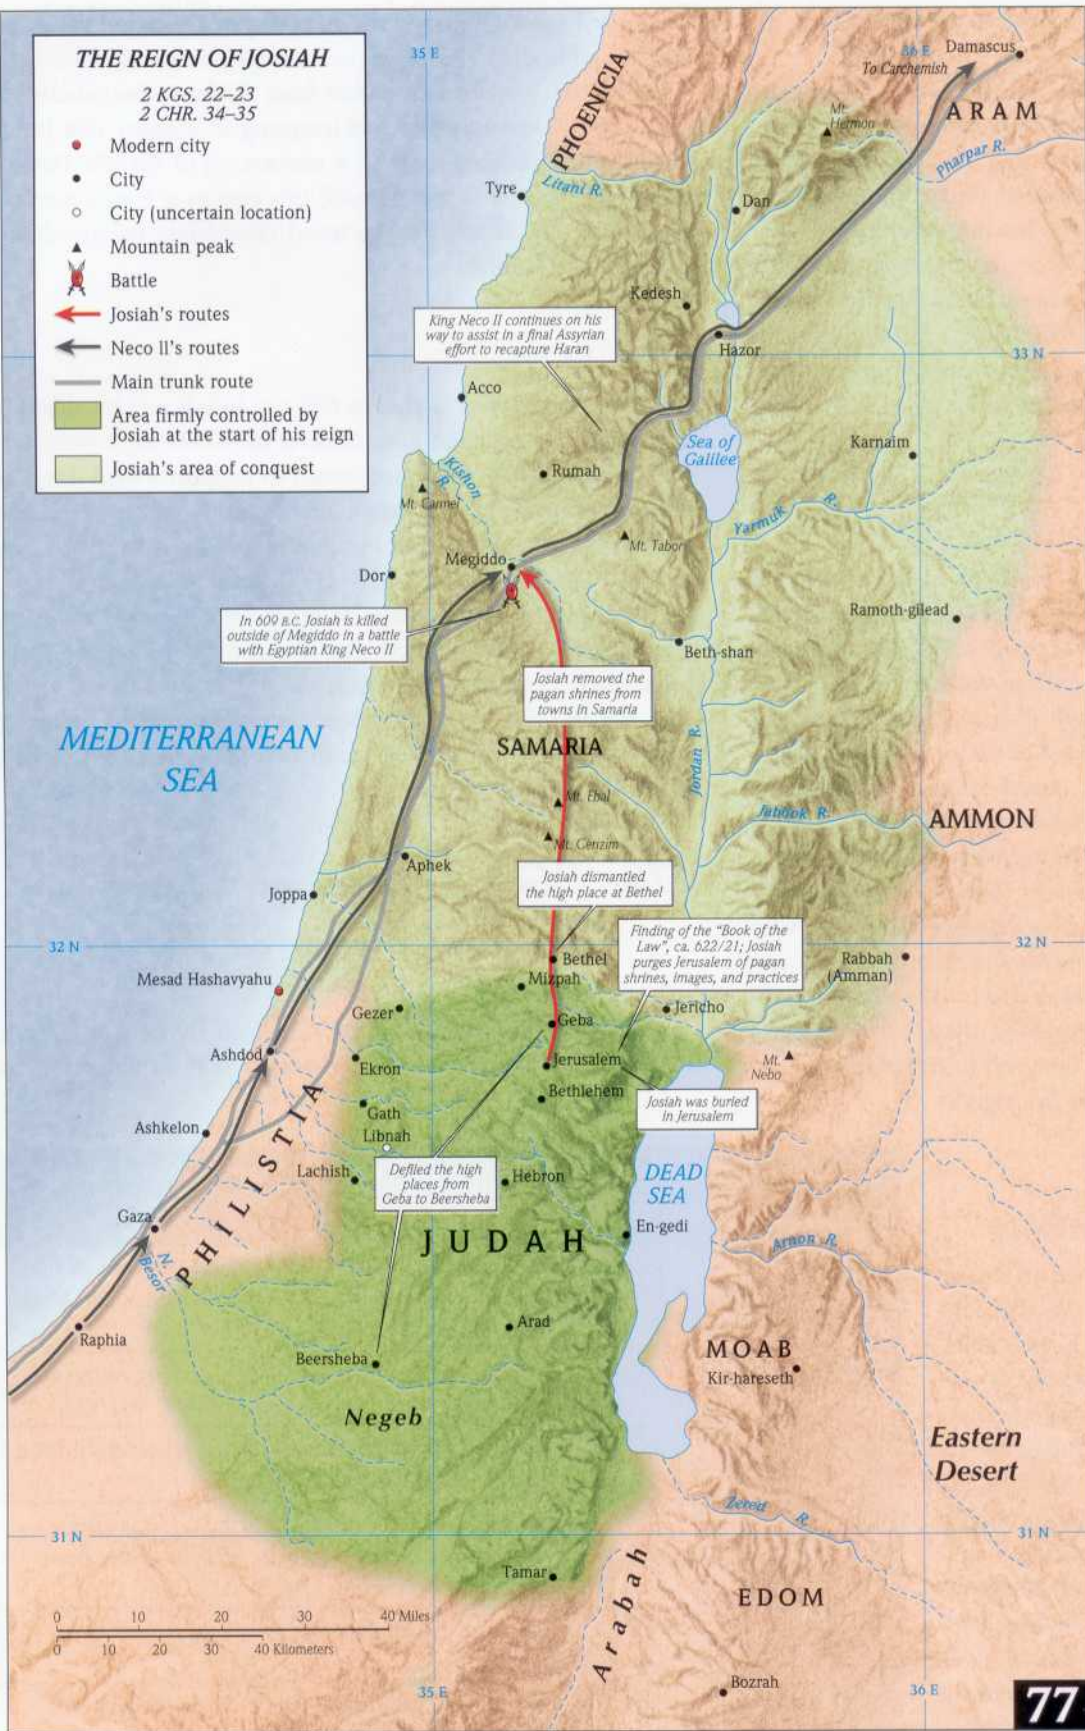 THE REIGN OF JOSIAH
2 KGS. 22–23
2 CHR. 34–35
Modern city
City
City (uncertain location)
Mountain peak
Battle
Josiah's routes
Neco II's routes
Main trunk route
Area firmly controlled by
Josiah at the start of his reign
Josiah's area of conquest
35 E
36 E
Damascus
To Carchemish
PHOENICIA
ARAM
Mt.
Hermon
Pharpar R.
Tyre
Litani R.
Dan
Kedesh
King Neco II continues on his
way to assist in a final Assyrian
effort to recapture Haran
Hazor
33 N
Acco
Sea of
Galilee
Karnaim
Kishon
R.
Rumah
Mt. Carmel
Yarmuk R.
Mt. Tabor
Megiddo
Dor
Ramoth-gilead
In 609 B.C. Josiah is killed
outside of Megiddo in a battle
with Egyptian King Neco II
Beth-shan
Josiah removed the
pagan shrines from
towns in Samaria
MEDITERRANEAN
SEA
SAMARIA
Jordan R.
Mt. Ebal
Jabbok R.
AMMON
Mt. Gerizim
Aphek
Josiah dismantled
the high place at Bethel
Joppa
Finding of the "Book of the
Law", ca. 622/21; Josiah
purges Jerusalem of pagan
shrines, images, and practices
32 N
32 N
Bethel
Rabbah
(Amman)
Mizpah
Mesad Hashavyahu
Gezer
Jericho
Geba
Ashdod
Ekron
Jerusalem
Mt.
Nebo
Bethlehem
Josiah was buried
in Jerusalem
Gath
Ashkelon
Libnah
PHILISTIA
Lachish
Defiled the high
places from
Geba to Beersheba
Hebron
DEAD
SEA
Gaza
En-gedi
JUDAH
Arnon R.
N.
Besor
Raphia
Arad
MOAB
Beersheba
Kir-hareseth
Negeb
Eastern
Desert
Zered R.
31 N
31 N
Tamar
Arabah
EDOM
0 10 20 30 40 Miles
0 10 20 30 40 Kilometers
Bozrah
35 E
36 E
77